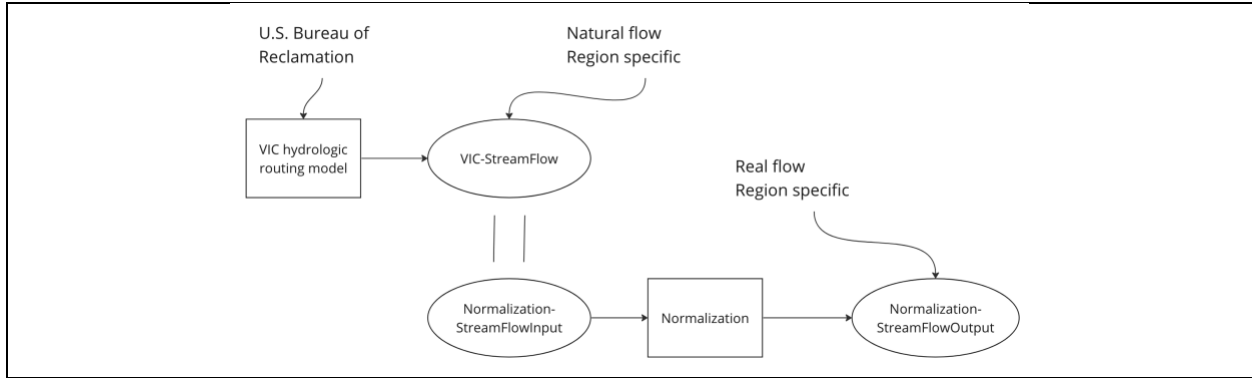 U.S. Bureau of
Reclamation
Natural flow
Region specific
VIC hydrologic
routing model
VIC-StreamFlow
Real flow
Region specific
Normalization-
StreamFlowInput
Normalization
Normalization-
StreamFlowOutput